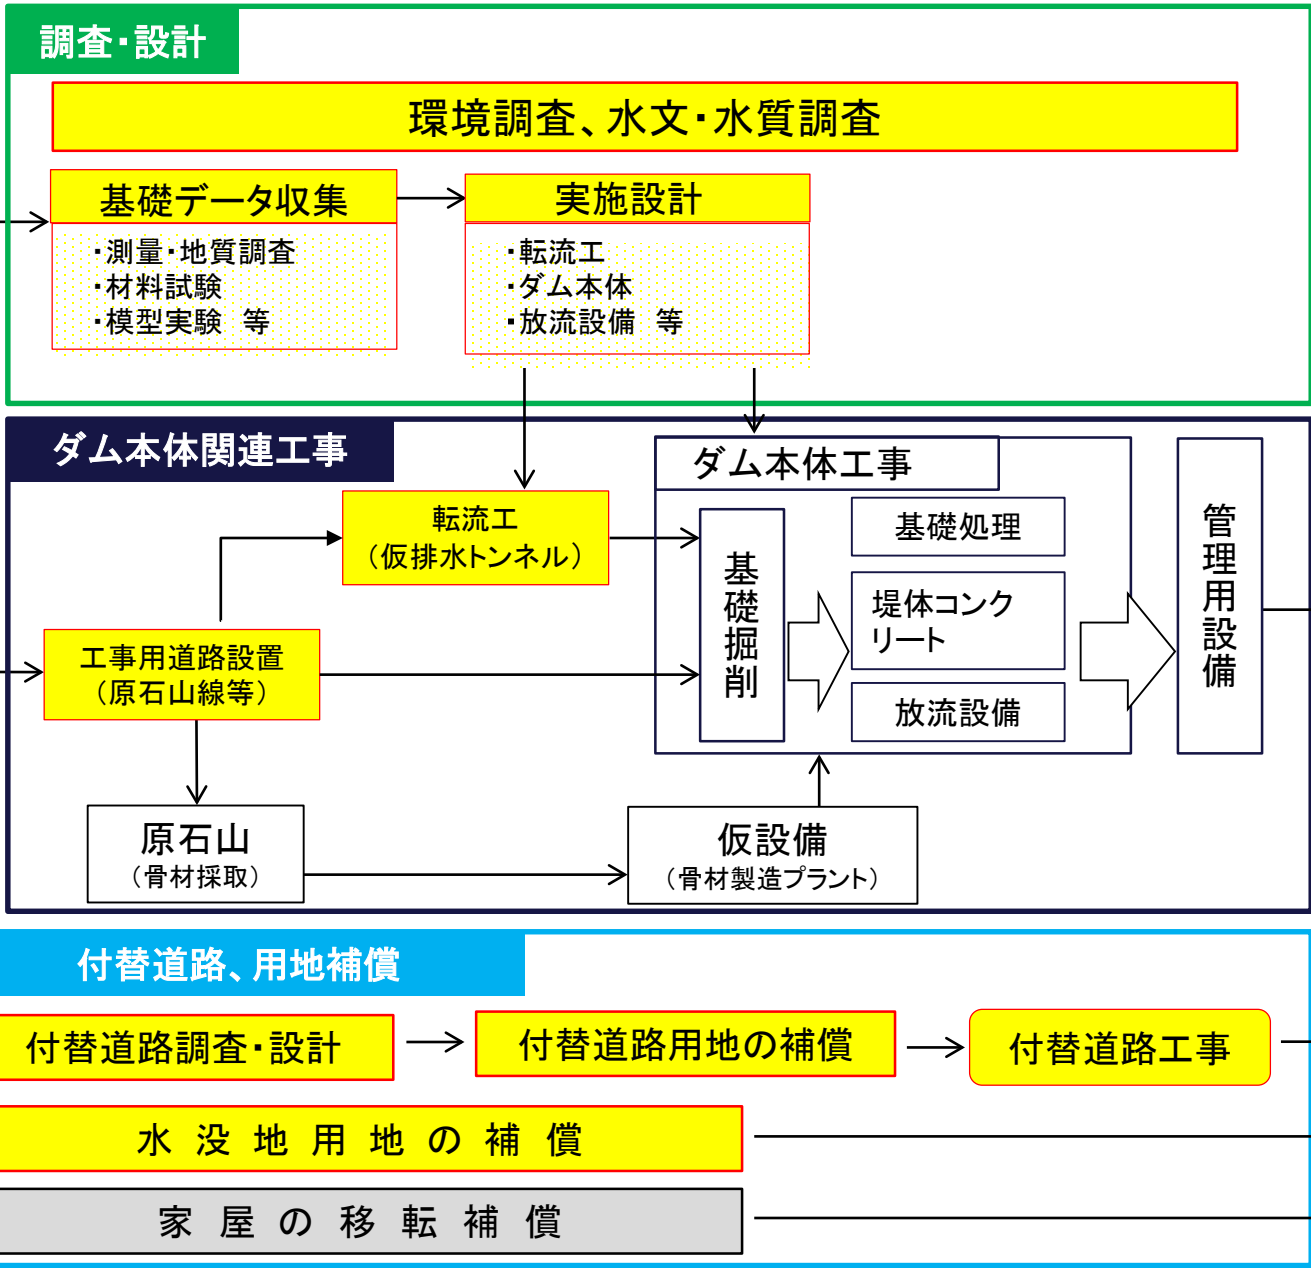 調査・設計
環境調査、水文・水質調査
基礎データ収集
・測量・地質調査
・材料試験
・模型実験　等
実施設計
・転流工
・ダム本体
・放流設備　等
ダム本体関連工事
転流工
（仮排水トンネル）
工事用道路設置
（原石山線等）
原石山
（骨材採取）
仮設備
（骨材製造プラント）
ダム本体工事
基礎掘削
基礎処理
堤体コンク
リート
放流設備
管理用設備
付替道路、用地補償
付替道路調査・設計
付替道路用地の補償
付替道路工事
水没地用地の補償
家屋の移転補償